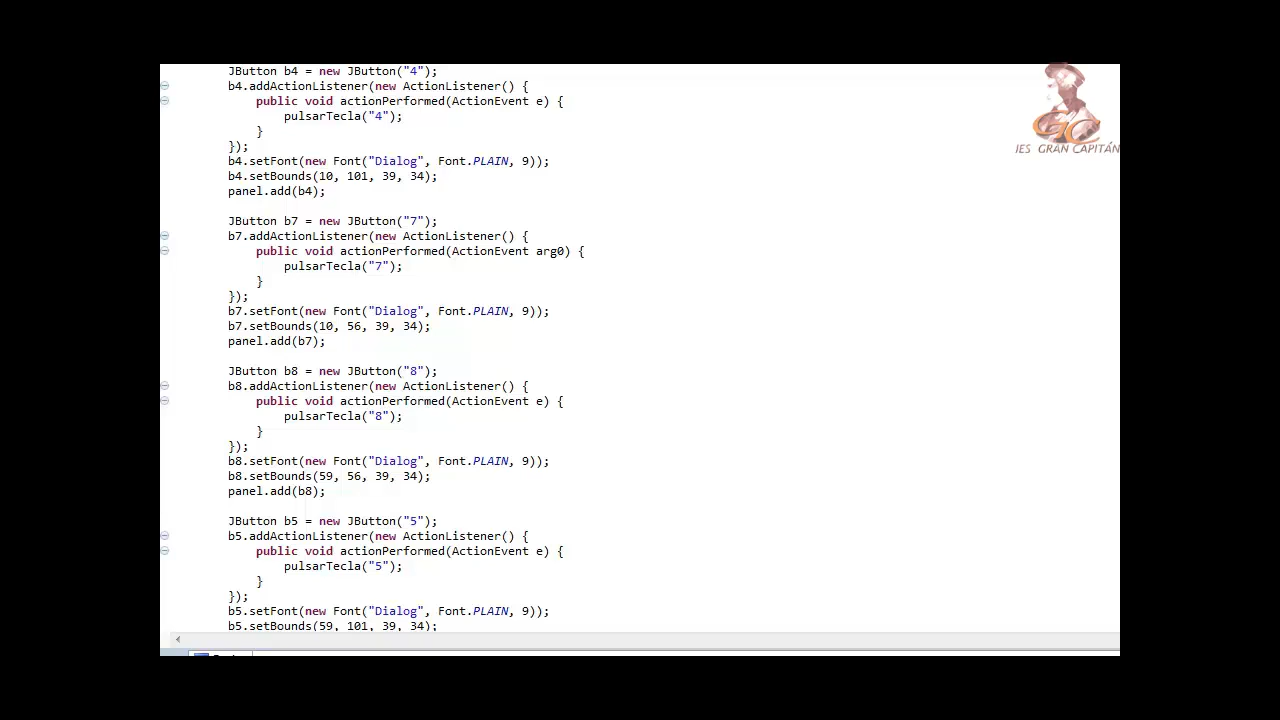 JButton b4 = new JButton("4");
b4.addActionListener(new ActionListener() {
public void actionPerformed(ActionEvent e) {
pulsarTecla("4");
}
});
b4.setFont(new Font("Dialog", Font.PLAIN, 9));
b4.setBounds(10, 101, 39, 34);
panel.add(b4);
JButton b7 = new JButton("7");
b7.addActionListener(new ActionListener() {
public void actionPerformed(ActionEvent arg0) {
pulsarTecla("7");
}
});
b7.setFont(new Font("Dialog", Font.PLAIN, 9));
b7.setBounds(10, 56, 39, 34);
panel.add(b7);
JButton b8 = new JButton("8");
b8.addActionListener(new ActionListener() {
public void actionPerformed(ActionEvent e) {
pulsarTecla("8");
}
});
b8.setFont(new Font("Dialog", Font.PLAIN, 9));
b8.setBounds(59, 56, 39, 34);
panel.add(b8);
JButton b5 = new JButton("5");
b5.addActionListener(new ActionListener() {
public void actionPerformed(ActionEvent e) {
pulsarTecla("5");
}
});
b5.setFont(new Font("Dialog", Font.PLAIN, 9));
b5.setBounds(59, 101, 39, 34);
GC
IES GRAN CAPITÁN